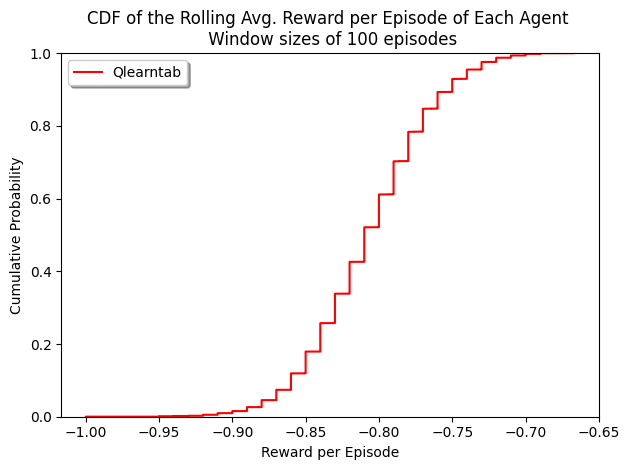 CDF of the Rolling Avg. Reward per Episode of Each Agent
Window sizes of 100 episodes
Qlearntab
Cumulative Probability
1.0
0.8
0.6
0.4
0.2
0.0
−1.00 −0.95 −0.90 −0.85 −0.80 −0.75 −0.70 −0.65
Reward per Episode